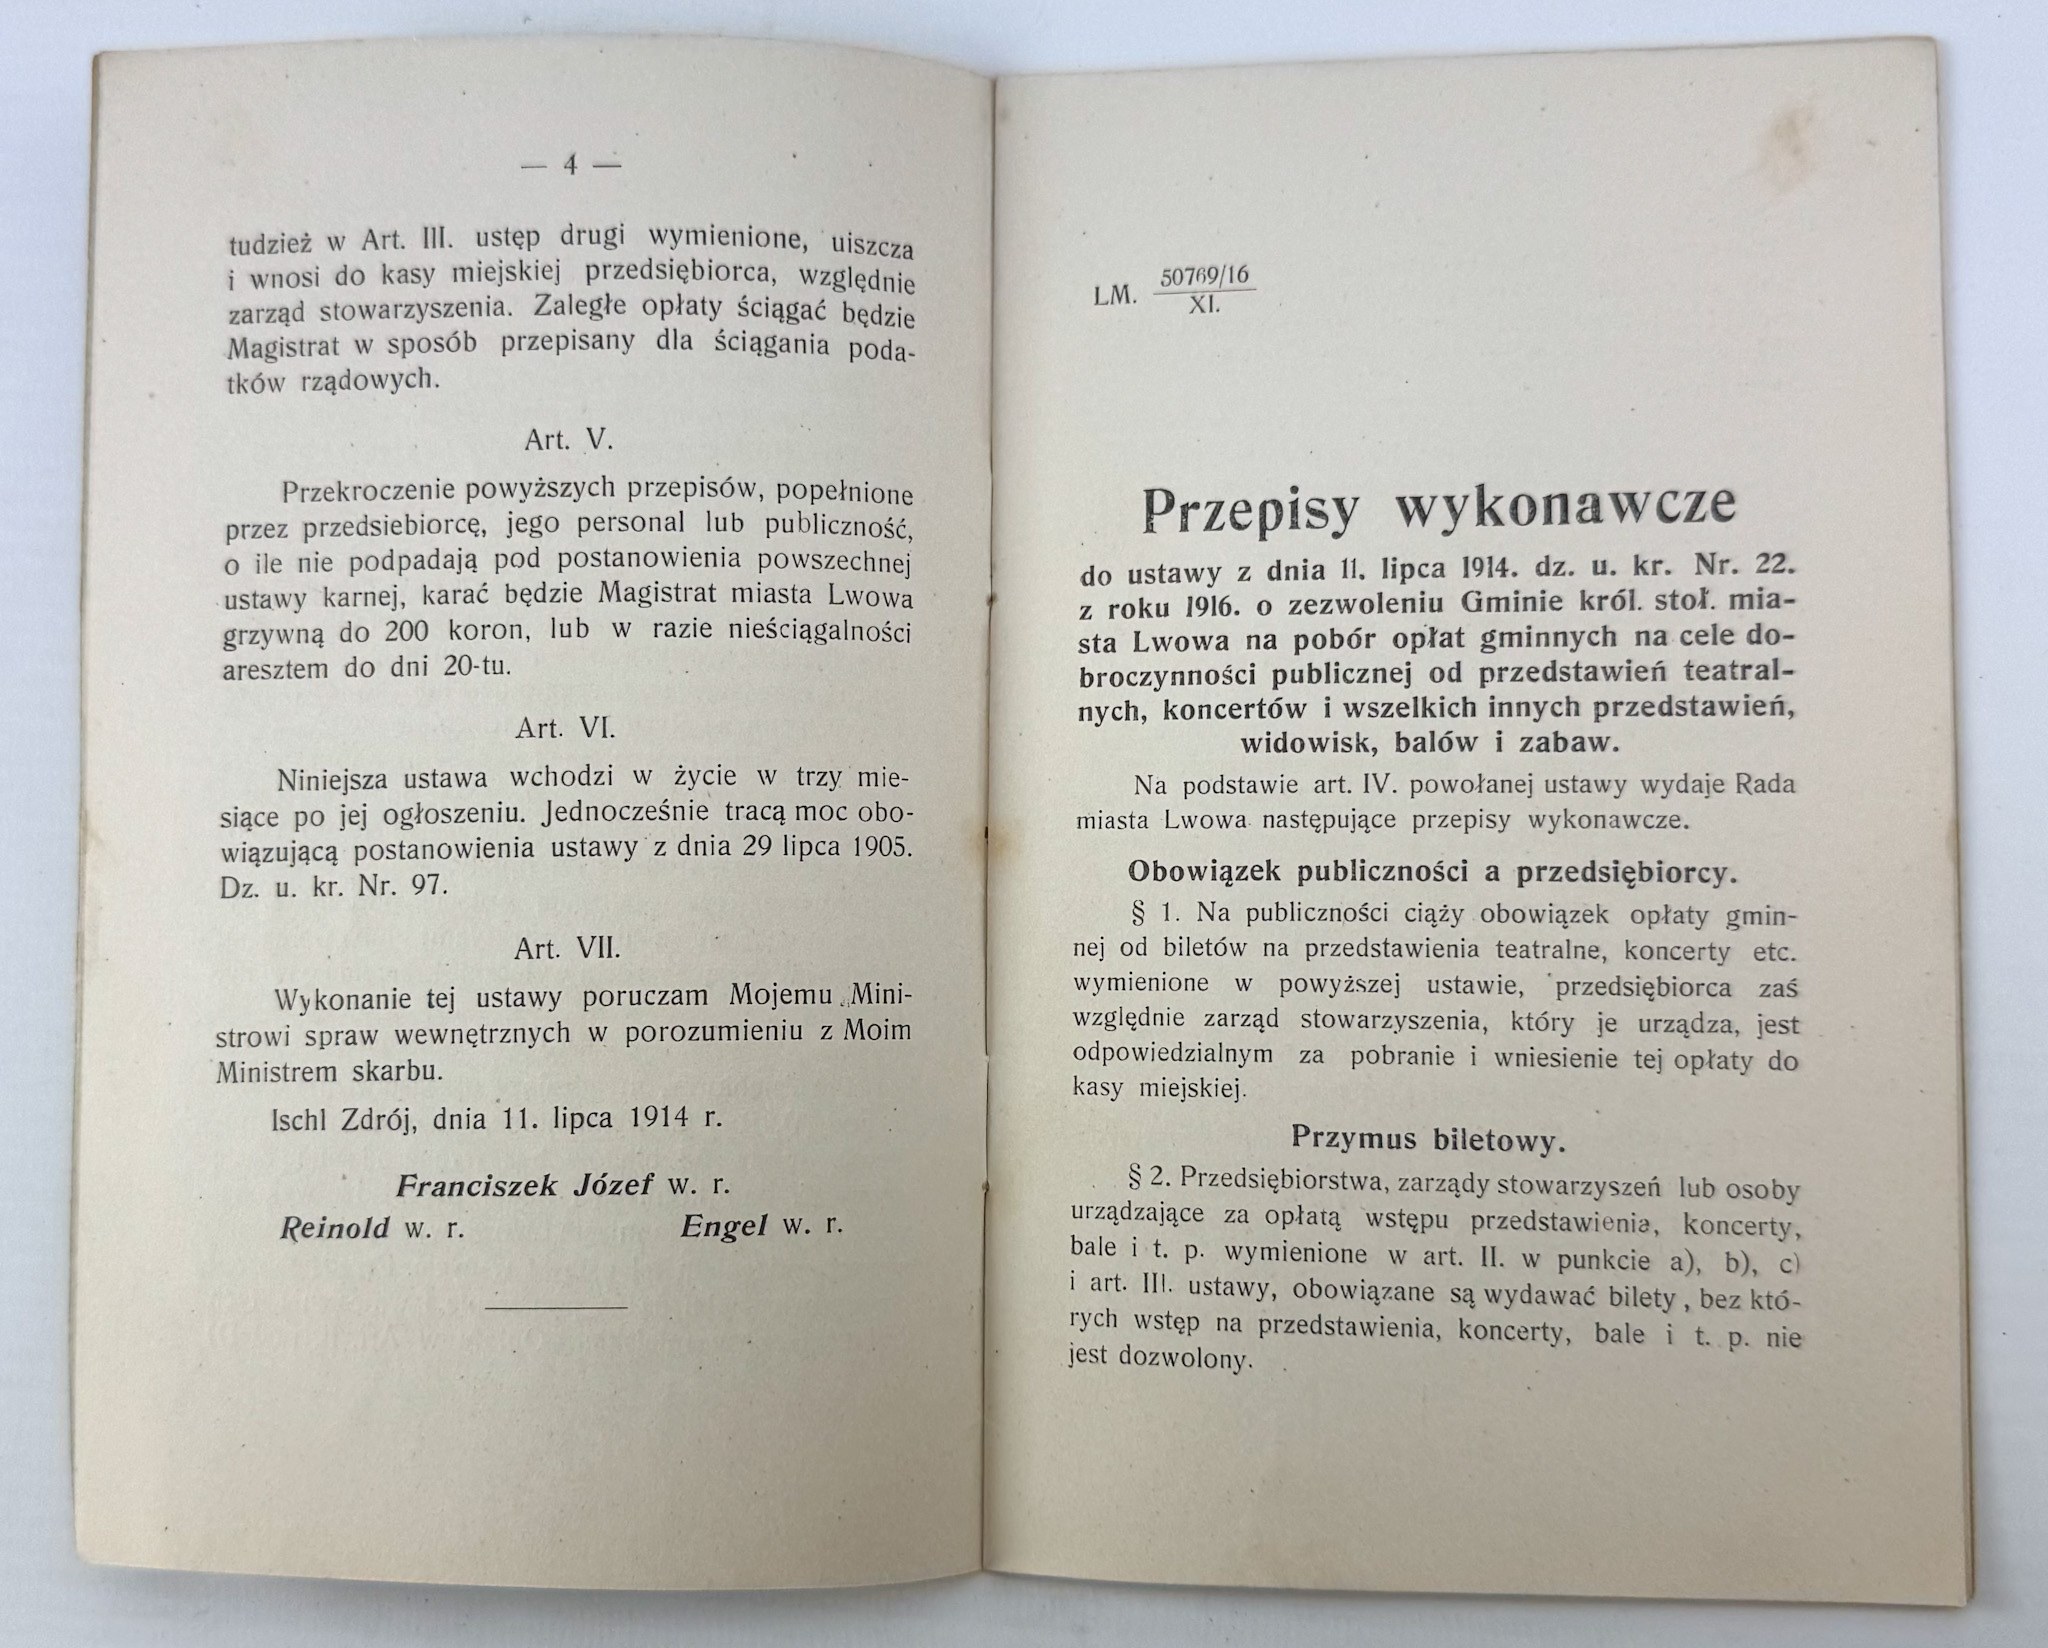 — 4 —
tudzież w Art. III. ustęp drugi wymienione, uiszcza
i wnosi do kasy miejskiej przedsiębiorca, względnie
zarząd stowarzyszenia. Zaległe opłaty ściągać będzie
Magistrat w sposób przepisany dla ściągania poda-
tków rządowych.
Art. V.
Przekroczenie powyższych przepisów, popełnione
przez przedsiebiorcę, jego personal lub publiczność,
o ile nie podpadają pod postanowienia powszechnej
ustawy karnej, karać będzie Magistrat miasta Lwowa
grzywną do 200 koron, lub w razie nieściągalności
aresztem do dni 20-tu.
Art. VI.
Niniejsza ustawa wchodzi w życie w trzy mie-
siące po jej ogłoszeniu. Jednocześnie tracą moc obo-
wiązującą postanowienia ustawy z dnia 29 lipca 1905.
Dz. u. kr. Nr. 97.
Art. VII.
Wykonanie tej ustawy poruczam Mojemu Mini-
strowi spraw wewnętrznych w porozumieniu z Moim
Ministrem skarbu.
Ischl Zdrój, dnia 11. lipca 1914 r.
Franciszek Józef w. r.
Reinold w. r. Engel w. r.
LM. 50769/16
XI.
Przepisy wykonawcze
do ustawy z dnia 11. lipca 1914. dz. u. kr. Nr. 22.
z roku 1916. o zezwoleniu Gminie król. stoł. mia-
sta Lwowa na pobór opłat gminnych na cele do-
broczynności publicznej od przedstawień teatral-
nych, koncertów i wszelkich innych przedstawień,
widowisk, balów i zabaw.
Na podstawie art. IV. powołanej ustawy wydaje Rada
miasta Lwowa następujące przepisy wykonawcze.
Obowiązek publiczności a przedsiębiorcy.
§ 1. Na publiczności ciąży obowiązek opłaty gmin-
nej od biletów na przedstawienia teatralne, koncerty etc.
wymienione w powyższej ustawie, przedsiębiorca zaś
względnie zarząd stowarzyszenia, który je urządza, jest
odpowiedzialnym za pobranie i wniesienie tej opłaty do
kasy miejskiej.
Przymus biletowy.
§ 2. Przedsiębiorstwa, zarządy stowarzyszeń lub osoby
urządzające za opłatą wstępu przedstawienia, koncerty,
bale i t. p. wymienione w art. II. w punkcie a), b), c)
i art. III. ustawy, obowiązane są wydawać bilety, bez któ-
rych wstęp na przedstawienia, koncerty, bale i t. p. nie
jest dozwolony.